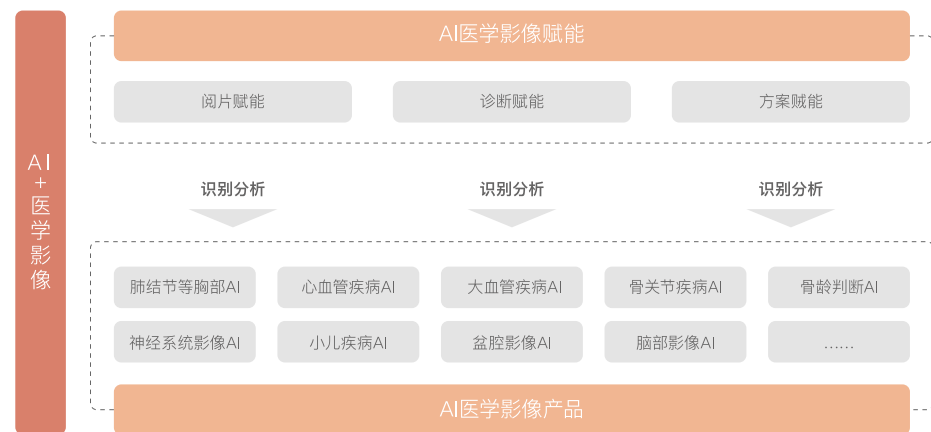 AI+医学影像
AI医学影像赋能
阅片赋能
诊断赋能
方案赋能
识别分析
识别分析
识别分析
肺结节等胸部AI
心血管疾病AI
大血管疾病AI
骨关节疾病AI
骨龄判断AI
神经系统影像AI
小儿疾病AI
盆腔影像AI
脑部影像AI
……
AI医学影像产品